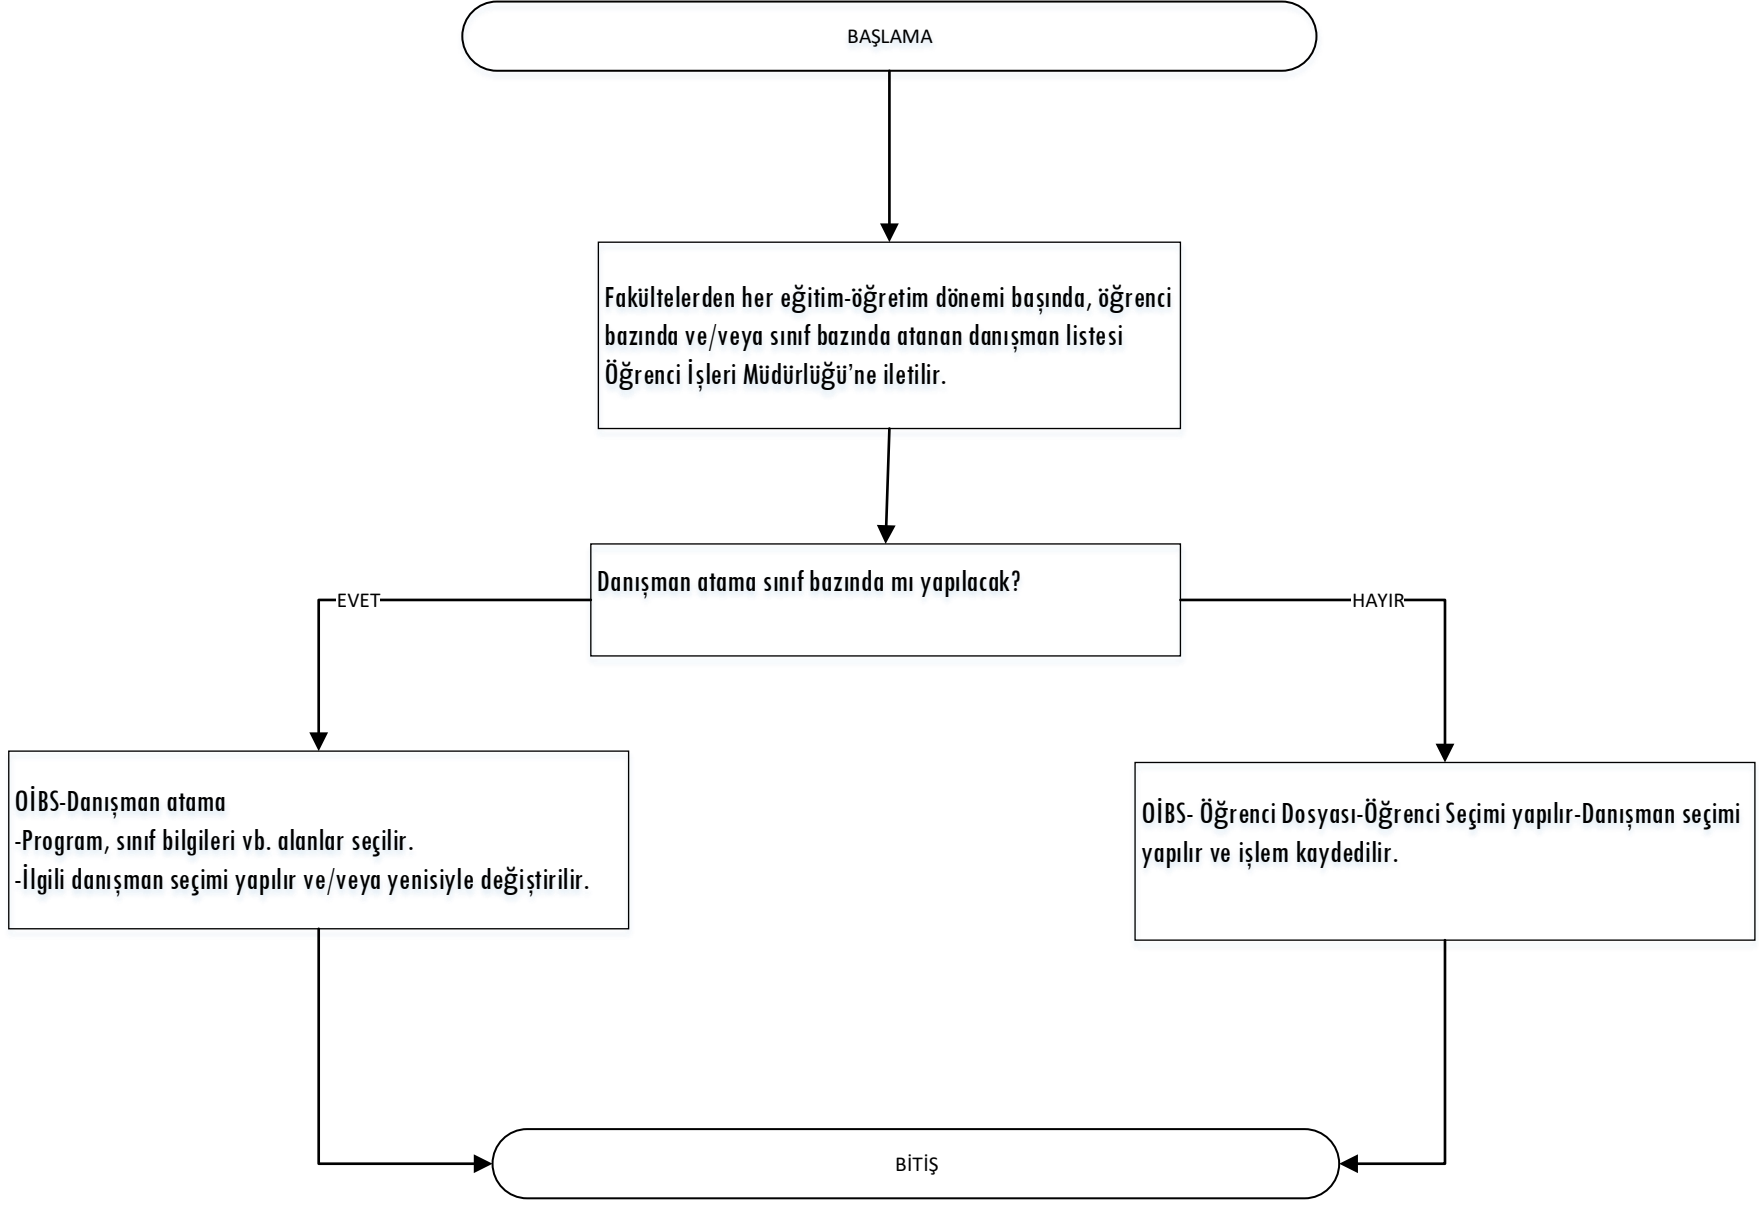 BAŞLAMA
Fakültelerden her eğitim-öğretim dönemi başında, öğrenci
bazında ve/veya sınıf bazında atanan danışman listesi
Öğrenci İşleri Müdürlüğü’ne iletilir.
Danışman atama sınıf bazında mı yapılacak?
EVET
HAYIR
OİBS-Danışman atama
-Program, sınıf bilgileri vb. alanlar seçilir.
-İlgili danışman seçimi yapılır ve/veya yenisiyle değiştirilir.
OİBS- Öğrenci Dosyası-Öğrenci Seçimi yapılır-Danışman seçimi
yapılır ve işlem kaydedilir.
BİTİŞ